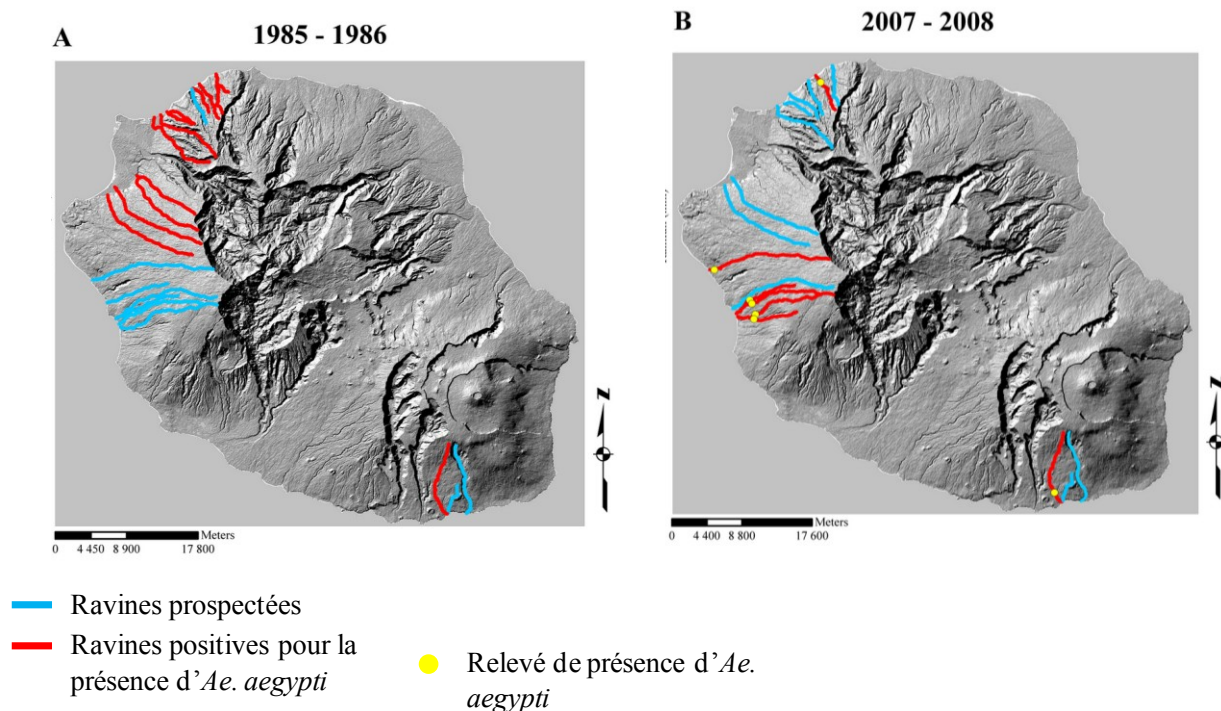 A
1985 - 1986
B
2007 - 2008
N
N
Meters
0 4 450 8 900 17 800
Meters
0 4 400 8 800 17 600
Ravines prospectées
Ravines positives pour la
présence d’Ae. aegypti
Relevé de présence d’Ae.
aegypti